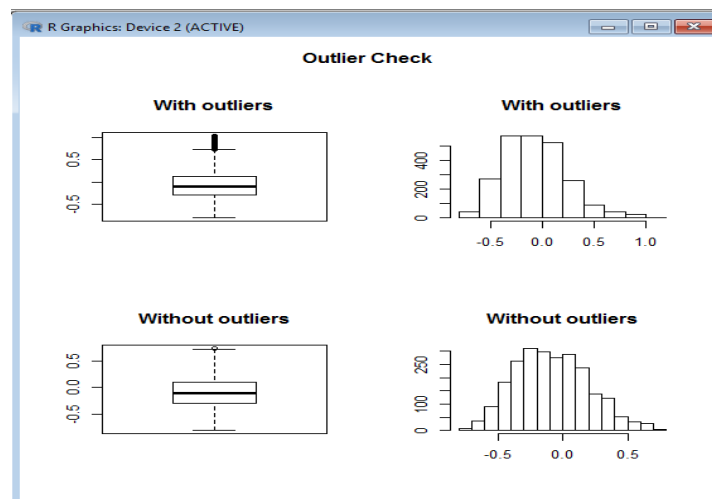 R R Graphics: Device 2 (ACTIVE)
Outlier Check
With outliers
0.5
-0.5
With outliers
400
200
0
-0.5 0.0 0.5 1.0
Without outliers
0.5
0.0
-0.5
Without outliers
250
100
0
-0.5 0.0 0.5